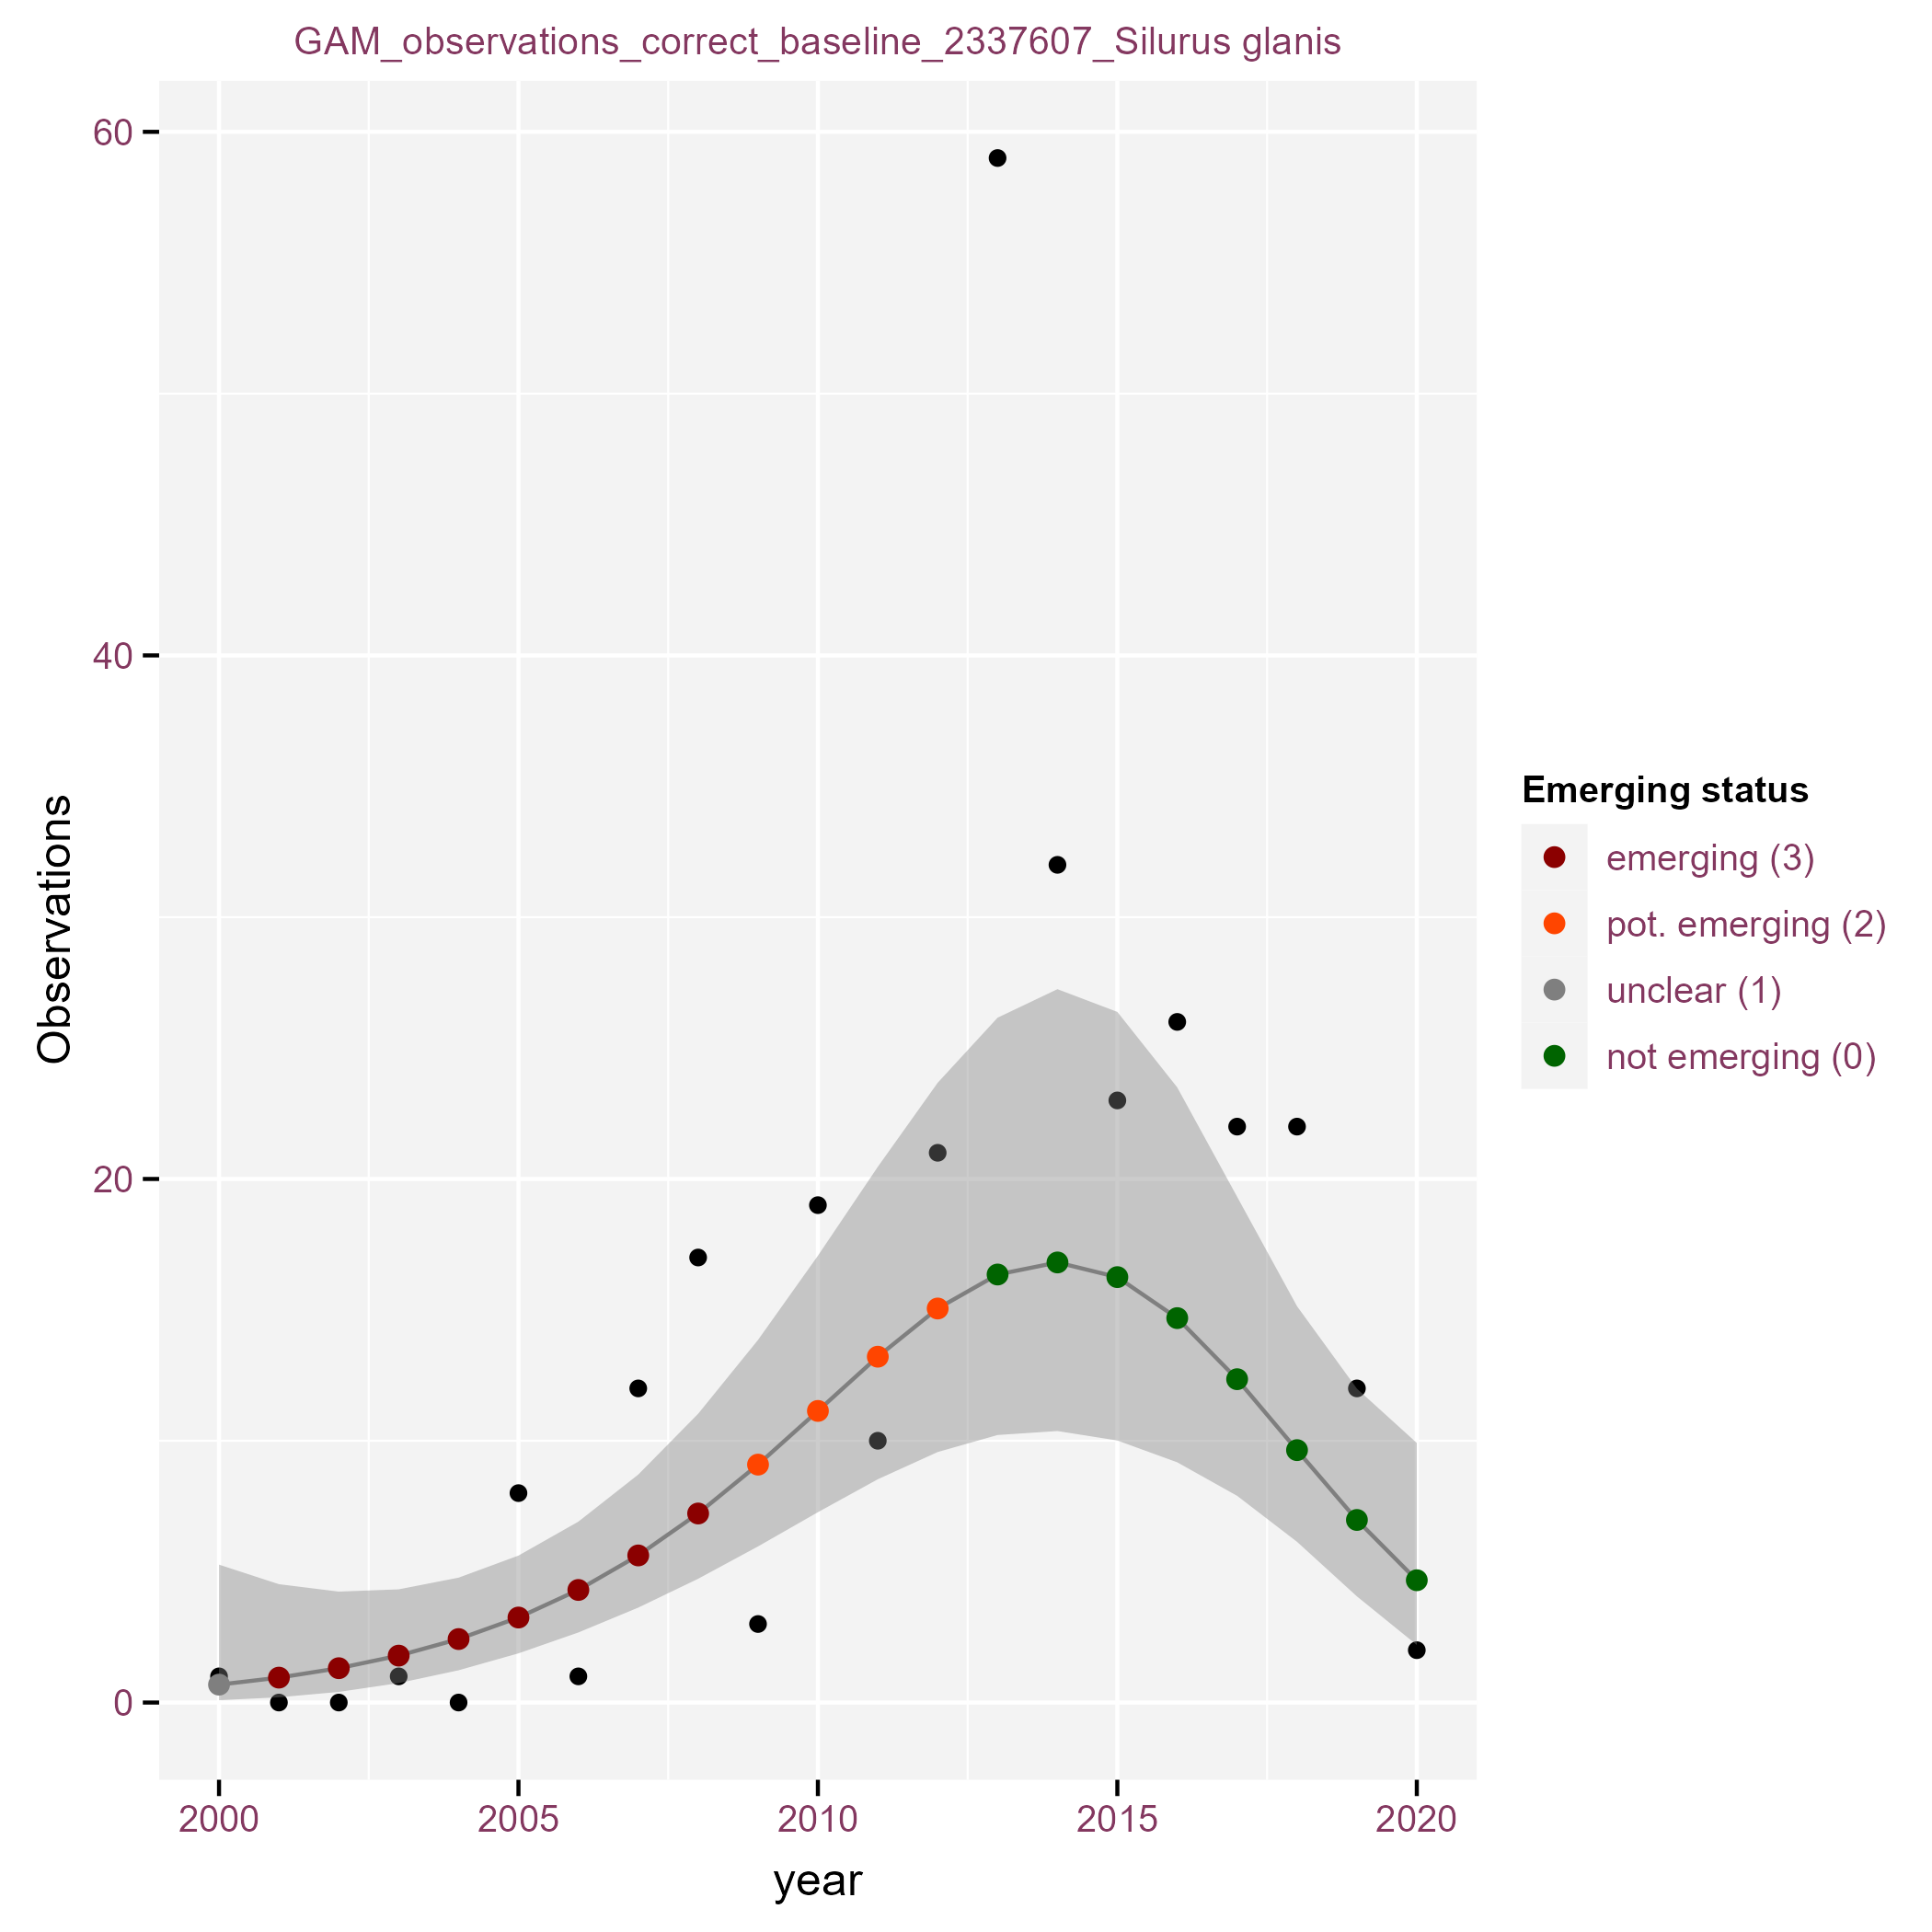 GAM_observations_correct_baseline_2337607_Silurus glanis
60
40
20
0
Observations
2000 2005 2010 2015 2020
year
Emerging status
emerging (3)
pot. emerging (2)
unclear (1)
not emerging (0)